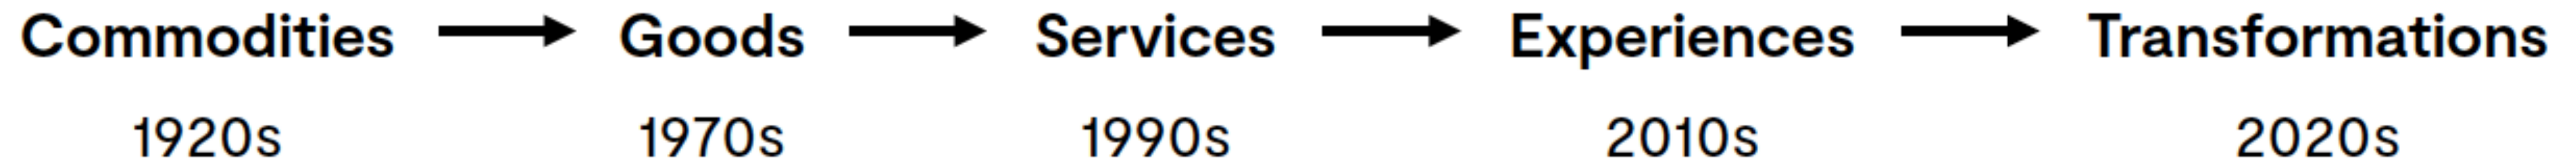 Commodities Goods Services Experiences Transformations
1920s 1970s 1990s 2010s 2020s